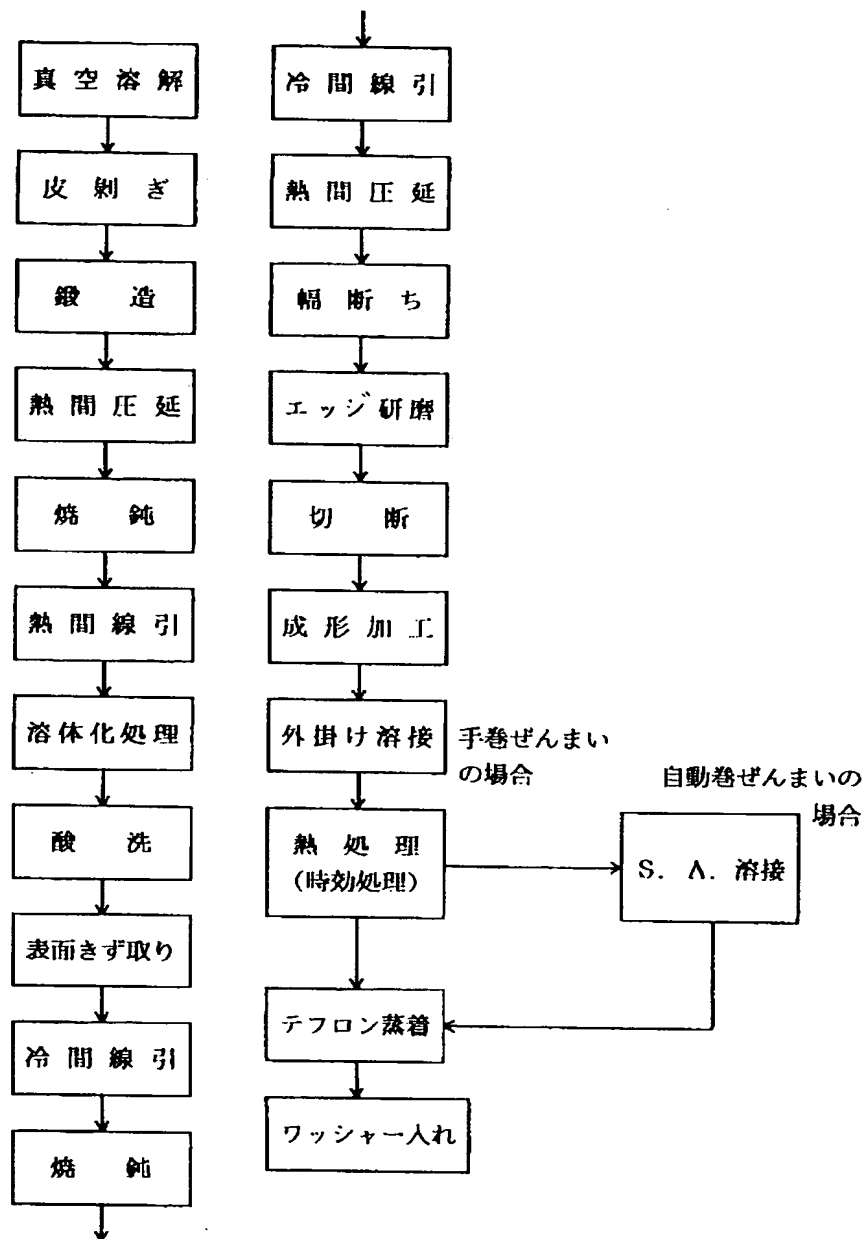 真空溶解
皮剝ぎ
鍛造
熱間圧延
焼鈍
熱間線引
溶体化処理
酸洗
表面きず取り
冷間線引
焼鈍
冷間線引
熱間圧延
幅断ち
エッジ研磨
切断
成形加工
外掛け溶接
手巻ぜんまい
の場合
熱処理
(時効処理)
自動巻ぜんまいの
場合
S. A. 溶接
テフロン蒸着
ワッシャー入れ